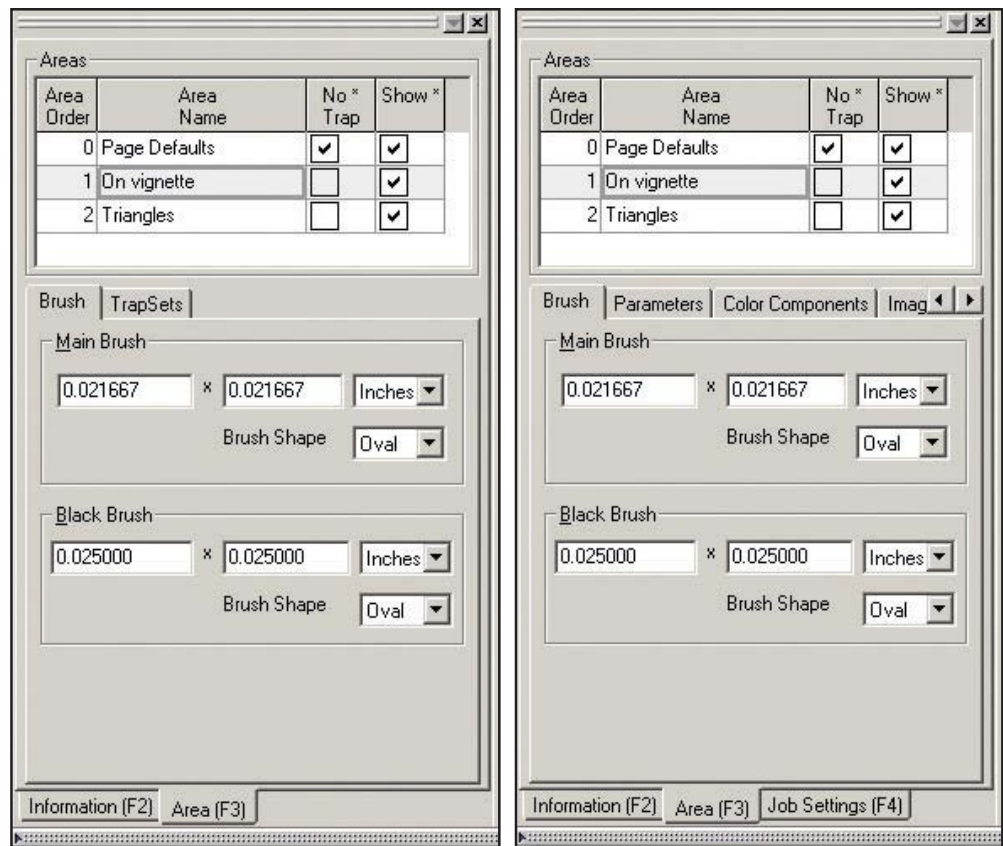 Areas
Area Order Area Name No * Trap Show *
0 Page Defaults
1 On vignette
2 Triangles
Brush TrapSets
Main Brush
0.021667 x 0.021667 Inches
Brush Shape Oval
Black Brush
0.025000 x 0.025000 Inches
Brush Shape Oval
Information (F2) Area (F3)
Areas
Area Order Area Name No * Trap Show *
0 Page Defaults
1 On vignette
2 Triangles
Brush Parameters Color Components Imag
Main Brush
0.021667 x 0.021667 Inches
Brush Shape Oval
Black Brush
0.025000 x 0.025000 Inches
Brush Shape Oval
Information (F2) Area (F3) Job Settings (F4)